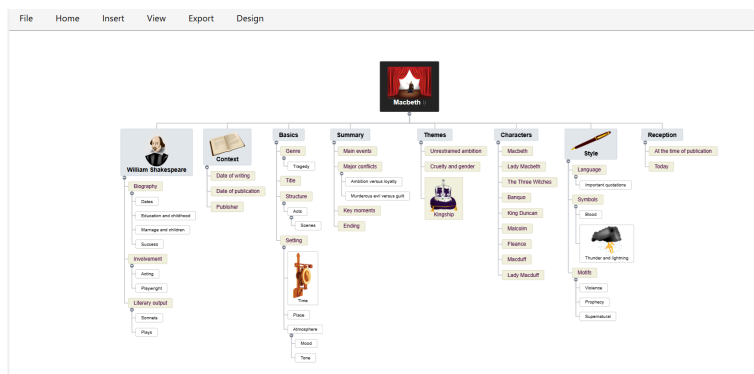 File Home Insert View Export Design
Macbeth
William Shakespeare
Biography
Dates
Education and childhood
Marriage and children
Success
Involvement
Acting
Playwright
Literary output
Sonnets
Plays
Context
Date of writing
Date of publication
Publisher
Basics
Genre
Tragedy
Title
Structure
Acts
Scenes
Setting
Time
Place
Atmosphere
Mood
Tone
Summary
Main events
Major conflicts
Ambition versus loyalty
Murderous evil versus guilt
Key moments
Ending
Themes
Unrestrained ambition
Cruelty and gender
Kingship
Characters
Macbeth
Lady Macbeth
The Three Witches
Banquo
King Duncan
Malcolm
Fleance
Macduff
Lady Macduff
Style
Language
Important quotations
Symbols
Blood
Thunder and lightning
Motifs
Violence
Prophecy
Supernatural
Reception
At the time of publication
Today